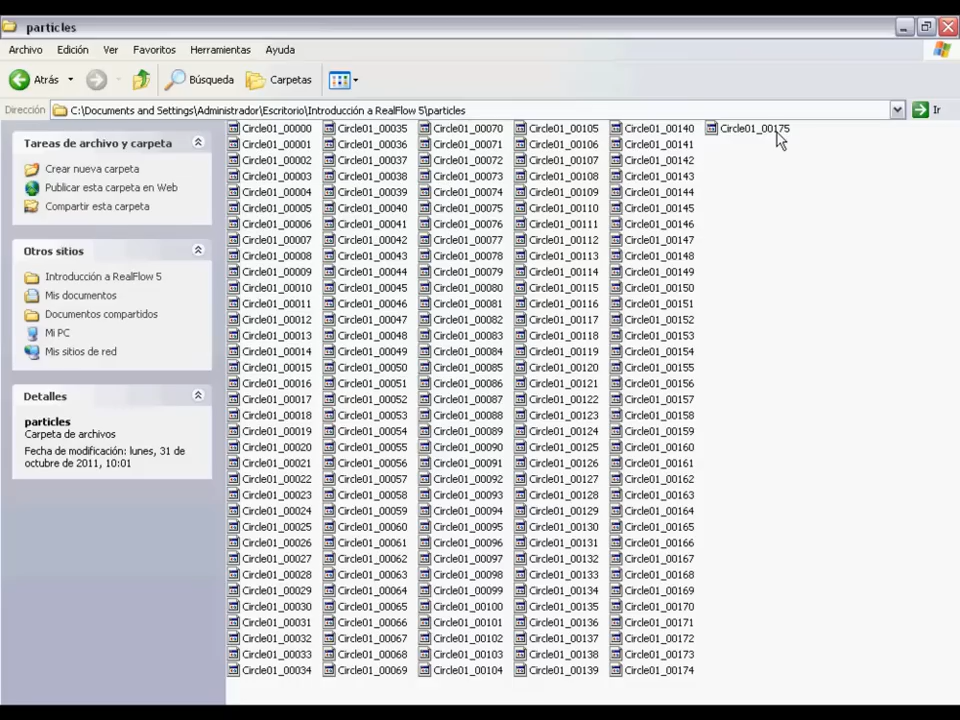 particles
Archivo Edición Ver Favoritos Herramientas Ayuda
Atrás Búsqueda Carpetas
Dirección C:\Documents and Settings\Administrador\Escritorio\Introducción a RealFlow 5\particles Ir
Tareas de archivo y carpeta
Crear nueva carpeta
Publicar esta carpeta en Web
Compartir esta carpeta
Otros sitios
Introducción a RealFlow 5
Mis documentos
Documentos compartidos
Mi PC
Mis sitios de red
Detalles
particles
Carpeta de archivos
Fecha de modificación: lunes, 31 de
octubre de 2011, 10:01
Circle01_00000 Circle01_00035 Circle01_00070 Circle01_00105 Circle01_00140 Circle01_00175
Circle01_00001 Circle01_00036 Circle01_00071 Circle01_00106 Circle01_00141
Circle01_00002 Circle01_00037 Circle01_00072 Circle01_00107 Circle01_00142
Circle01_00003 Circle01_00038 Circle01_00073 Circle01_00108 Circle01_00143
Circle01_00004 Circle01_00039 Circle01_00074 Circle01_00109 Circle01_00144
Circle01_00005 Circle01_00040 Circle01_00075 Circle01_00110 Circle01_00145
Circle01_00006 Circle01_00041 Circle01_00076 Circle01_00111 Circle01_00146
Circle01_00007 Circle01_00042 Circle01_00077 Circle01_00112 Circle01_00147
Circle01_00008 Circle01_00043 Circle01_00078 Circle01_00113 Circle01_00148
Circle01_00009 Circle01_00044 Circle01_00079 Circle01_00114 Circle01_00149
Circle01_00010 Circle01_00045 Circle01_00080 Circle01_00115 Circle01_00150
Circle01_00011 Circle01_00046 Circle01_00081 Circle01_00116 Circle01_00151
Circle01_00012 Circle01_00047 Circle01_00082 Circle01_00117 Circle01_00152
Circle01_00013 Circle01_00048 Circle01_00083 Circle01_00118 Circle01_00153
Circle01_00014 Circle01_00049 Circle01_00084 Circle01_00119 Circle01_00154
Circle01_00015 Circle01_00050 Circle01_00085 Circle01_00120 Circle01_00155
Circle01_00016 Circle01_00051 Circle01_00086 Circle01_00121 Circle01_00156
Circle01_00017 Circle01_00052 Circle01_00087 Circle01_00122 Circle01_00157
Circle01_00018 Circle01_00053 Circle01_00088 Circle01_00123 Circle01_00158
Circle01_00019 Circle01_00054 Circle01_00089 Circle01_00124 Circle01_00159
Circle01_00020 Circle01_00055 Circle01_00090 Circle01_00125 Circle01_00160
Circle01_00021 Circle01_00056 Circle01_00091 Circle01_00126 Circle01_00161
Circle01_00022 Circle01_00057 Circle01_00092 Circle01_00127 Circle01_00162
Circle01_00023 Circle01_00058 Circle01_00093 Circle01_00128 Circle01_00163
Circle01_00024 Circle01_00059 Circle01_00094 Circle01_00129 Circle01_00164
Circle01_00025 Circle01_00060 Circle01_00095 Circle01_00130 Circle01_00165
Circle01_00026 Circle01_00061 Circle01_00096 Circle01_00131 Circle01_00166
Circle01_00027 Circle01_00062 Circle01_00097 Circle01_00132 Circle01_00167
Circle01_00028 Circle01_00063 Circle01_00098 Circle01_00133 Circle01_00168
Circle01_00029 Circle01_00064 Circle01_00099 Circle01_00134 Circle01_00169
Circle01_00030 Circle01_00065 Circle01_00100 Circle01_00135 Circle01_00170
Circle01_00031 Circle01_00066 Circle01_00101 Circle01_00136 Circle01_00171
Circle01_00032 Circle01_00067 Circle01_00102 Circle01_00137 Circle01_00172
Circle01_00033 Circle01_00068 Circle01_00103 Circle01_00138 Circle01_00173
Circle01_00034 Circle01_00069 Circle01_00104 Circle01_00139 Circle01_00174